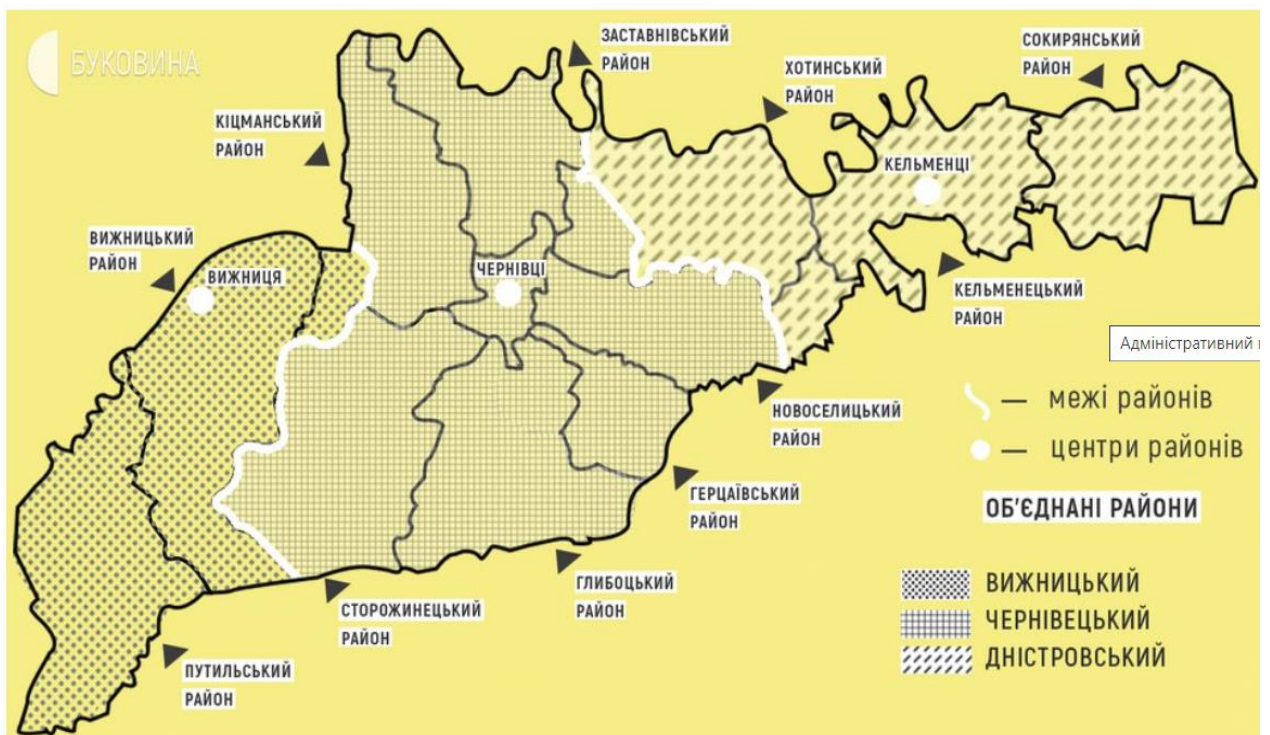 БУКОВИНА
ЗАСТАВНІВСЬКИЙ
РАЙОН
ХОТИНСЬКИЙ
РАЙОН
СОКИРЯНСЬКИЙ
РАЙОН
КІЦМАНСЬКИЙ
РАЙОН
КЕЛЬМЕНЦІ
ВИЖНИЦЬКИЙ
РАЙОН
ВИЖНИЦЯ
ЧЕРНІВЦІ
КЕЛЬМЕНЕЦЬКИЙ
РАЙОН
Адміністративний
НОВОСЕЛИЦЬКИЙ
РАЙОН
— межі районів
— центри районів
ГЕРЦАЇВСЬКИЙ
РАЙОН
ОБ'ЄДНАНІ РАЙОНИ
ГЛИБОЦЬКИЙ
РАЙОН
СТОРОЖИНЕЦЬКИЙ
РАЙОН
ПУТИЛЬСЬКИЙ
РАЙОН
ВИЖНИЦЬКИЙ
ЧЕРНІВЕЦЬКИЙ
ДНІСТРОВСЬКИЙ